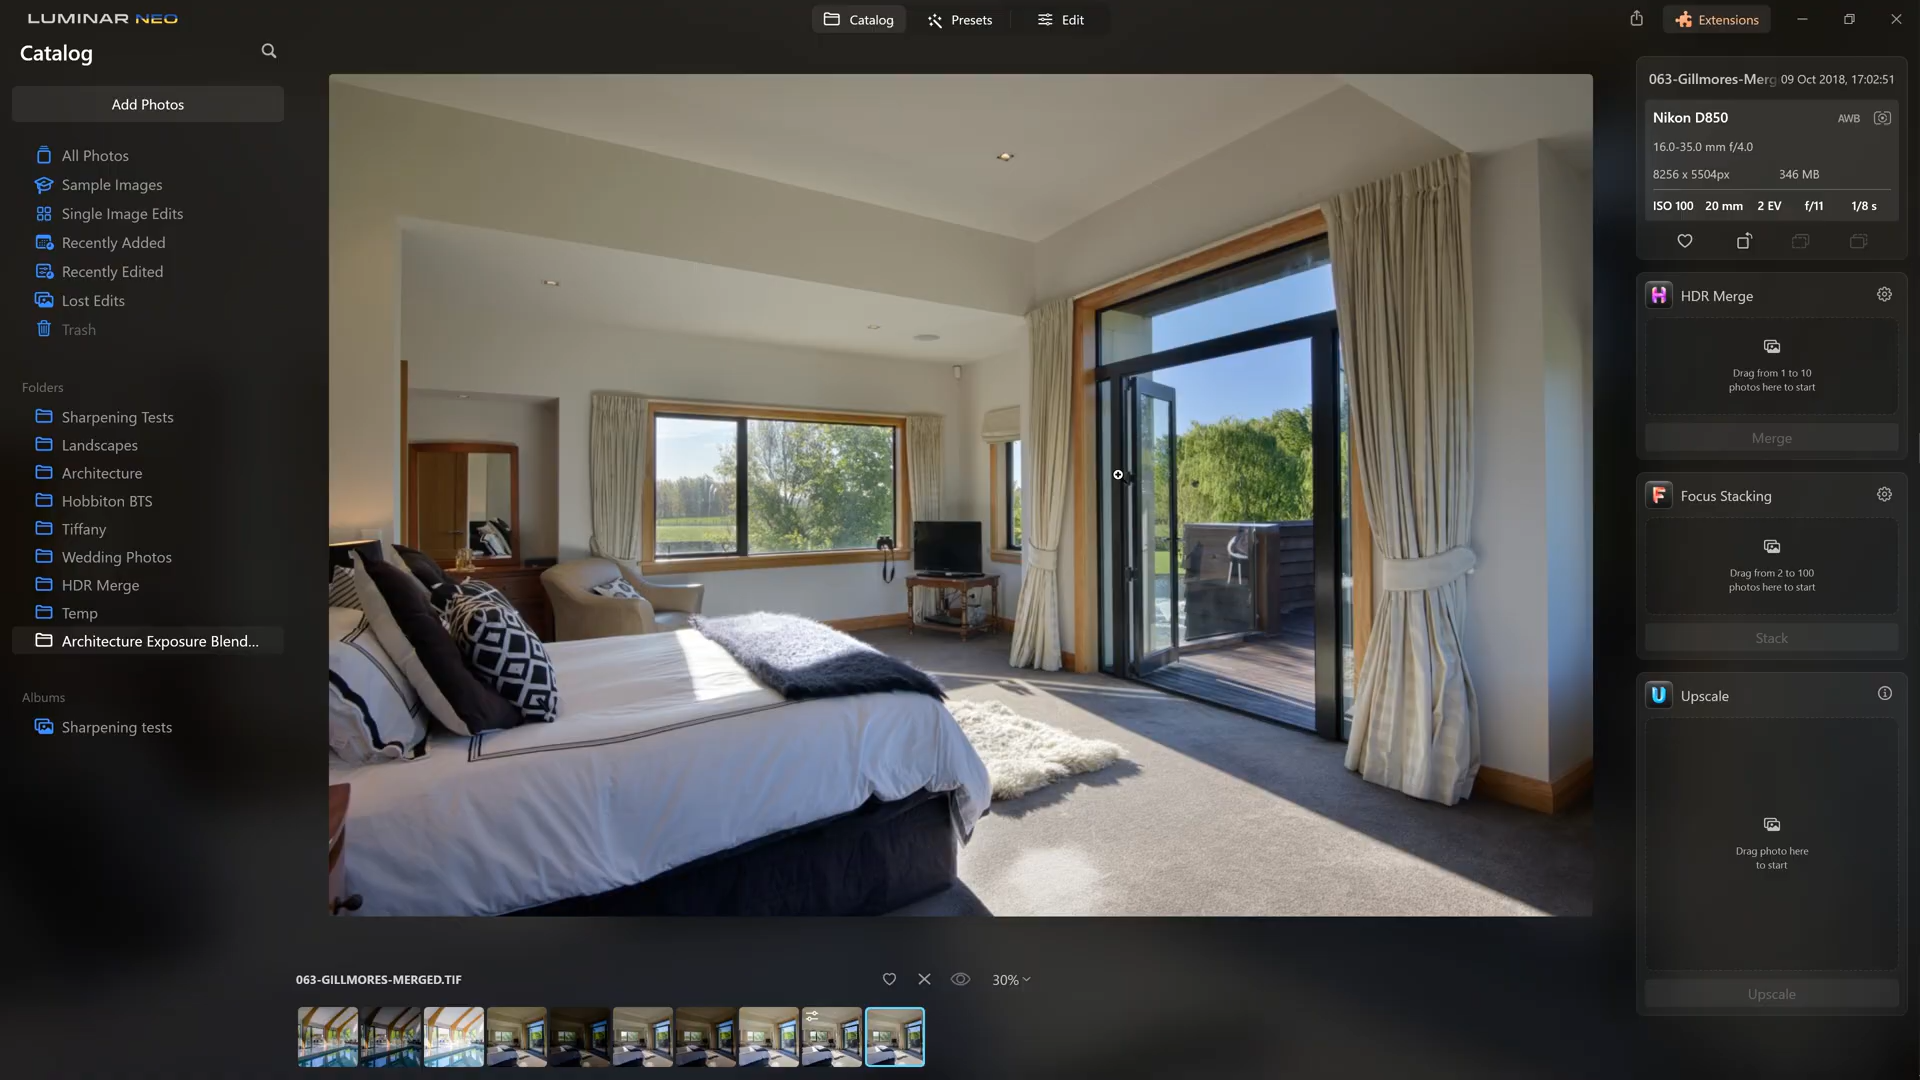 LUMINAR NEO
Catalog
Presets
Edit
Extensions
Catalog
Add Photos
All Photos
Sample Images
Single Image Edits
Recently Added
Recently Edited
Lost Edits
Trash
Folders
Sharpening Tests
Landscapes
Architecture
Hobbiton BTS
Tiffany
Wedding Photos
HDR Merge
Temp
Architecture Exposure Blend...
Albums
Sharpening tests
063-GILLMORES-MERGED.TIF
30%
063-Gillmores-Merg 09 Oct 2018, 17:02:51
Nikon D850 AWB
16.0-35.0 mm f/4.0
8256 x 5504px 346 MB
ISO 100 20 mm 2 EV f/11 1/8 s
HDR Merge
Drag from 1 to 10
photos here to start
Merge
Focus Stacking
Drag from 2 to 100
photos here to start
Stack
Upscale
Drag photo here
to start
Upscale